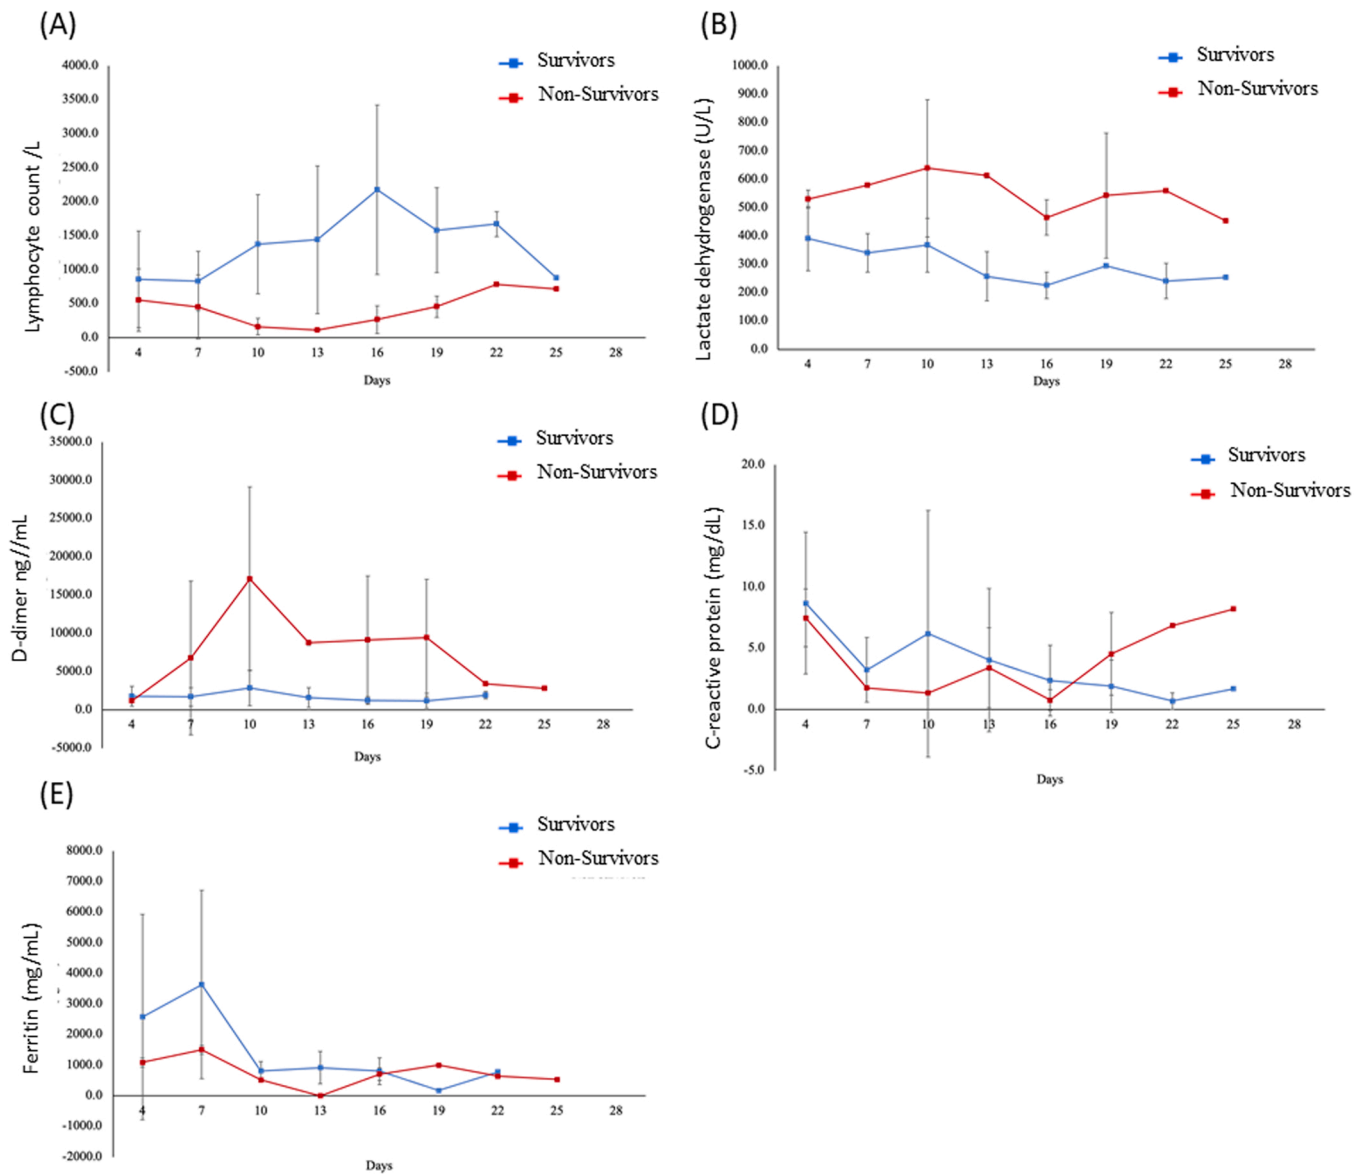 (A)
Survivors
Non-Survivors
Lymphocyte count /L
4000.0
3500.0
3000.0
2500.0
2000.0
1500.0
1000.0
500.0
0.0
-500.0
4 7 10 13 16 19 22 25 28
Days
(B)
Survivors
Non-Survivors
Lactate dehydrogenase (U/L)
1000.0
900.0
800.0
700.0
600.0
500.0
400.0
300.0
200.0
100.0
0.0
4 7 10 13 16 19 22 25 28
Days
(C)
Survivors
Non-Survivors
D-dimer ng//mL
35000.0
30000.0
25000.0
20000.0
15000.0
10000.0
5000.0
0.0
-5000.0
4 7 10 13 16 19 22 25 28
Days
(D)
Survivors
Non-Survivors
C-reactive protein (mg/dL)
20.0
15.0
10.0
5.0
0.0
-5.0
4 7 10 13 16 19 22 25 28
Days
(E)
Survivors
Non-Survivors
Ferritin (mg/mL)
8000.0
7000.0
6000.0
5000.0
4000.0
3000.0
2000.0
1000.0
0.0
-1000.0
-2000.0
4 7 10 13 16 19 22 25 28
Days